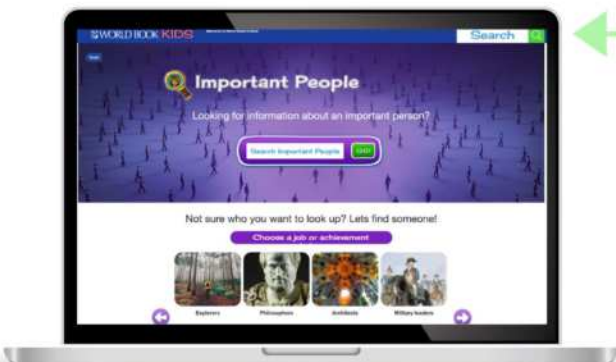 WORLD BOOK KIDS
Search
Important People
Looking for information about an important person?
Search Important People
GO!
Not sure who you want to look up? Lets find someone!
Choose a job or achievement
Explorers
Philosophers
Architects
Military leaders